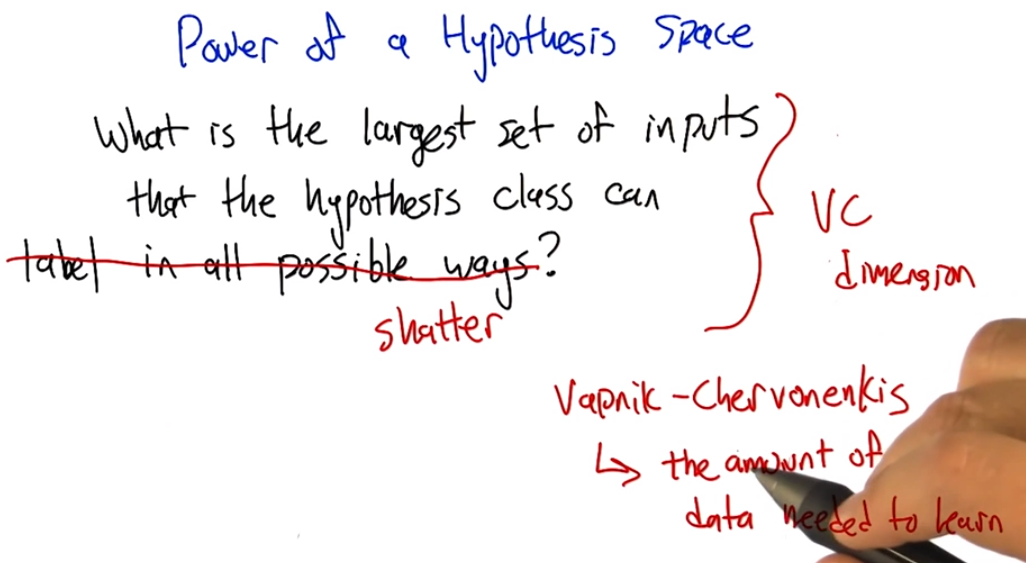 Power of a Hypothesis Space
What is the largest set of inputs
that the hypothesis class can
label in all possible ways?
shatter
VC
dimension
Vapnik-Chervonenkis
↳ the amount of
data needed to learn